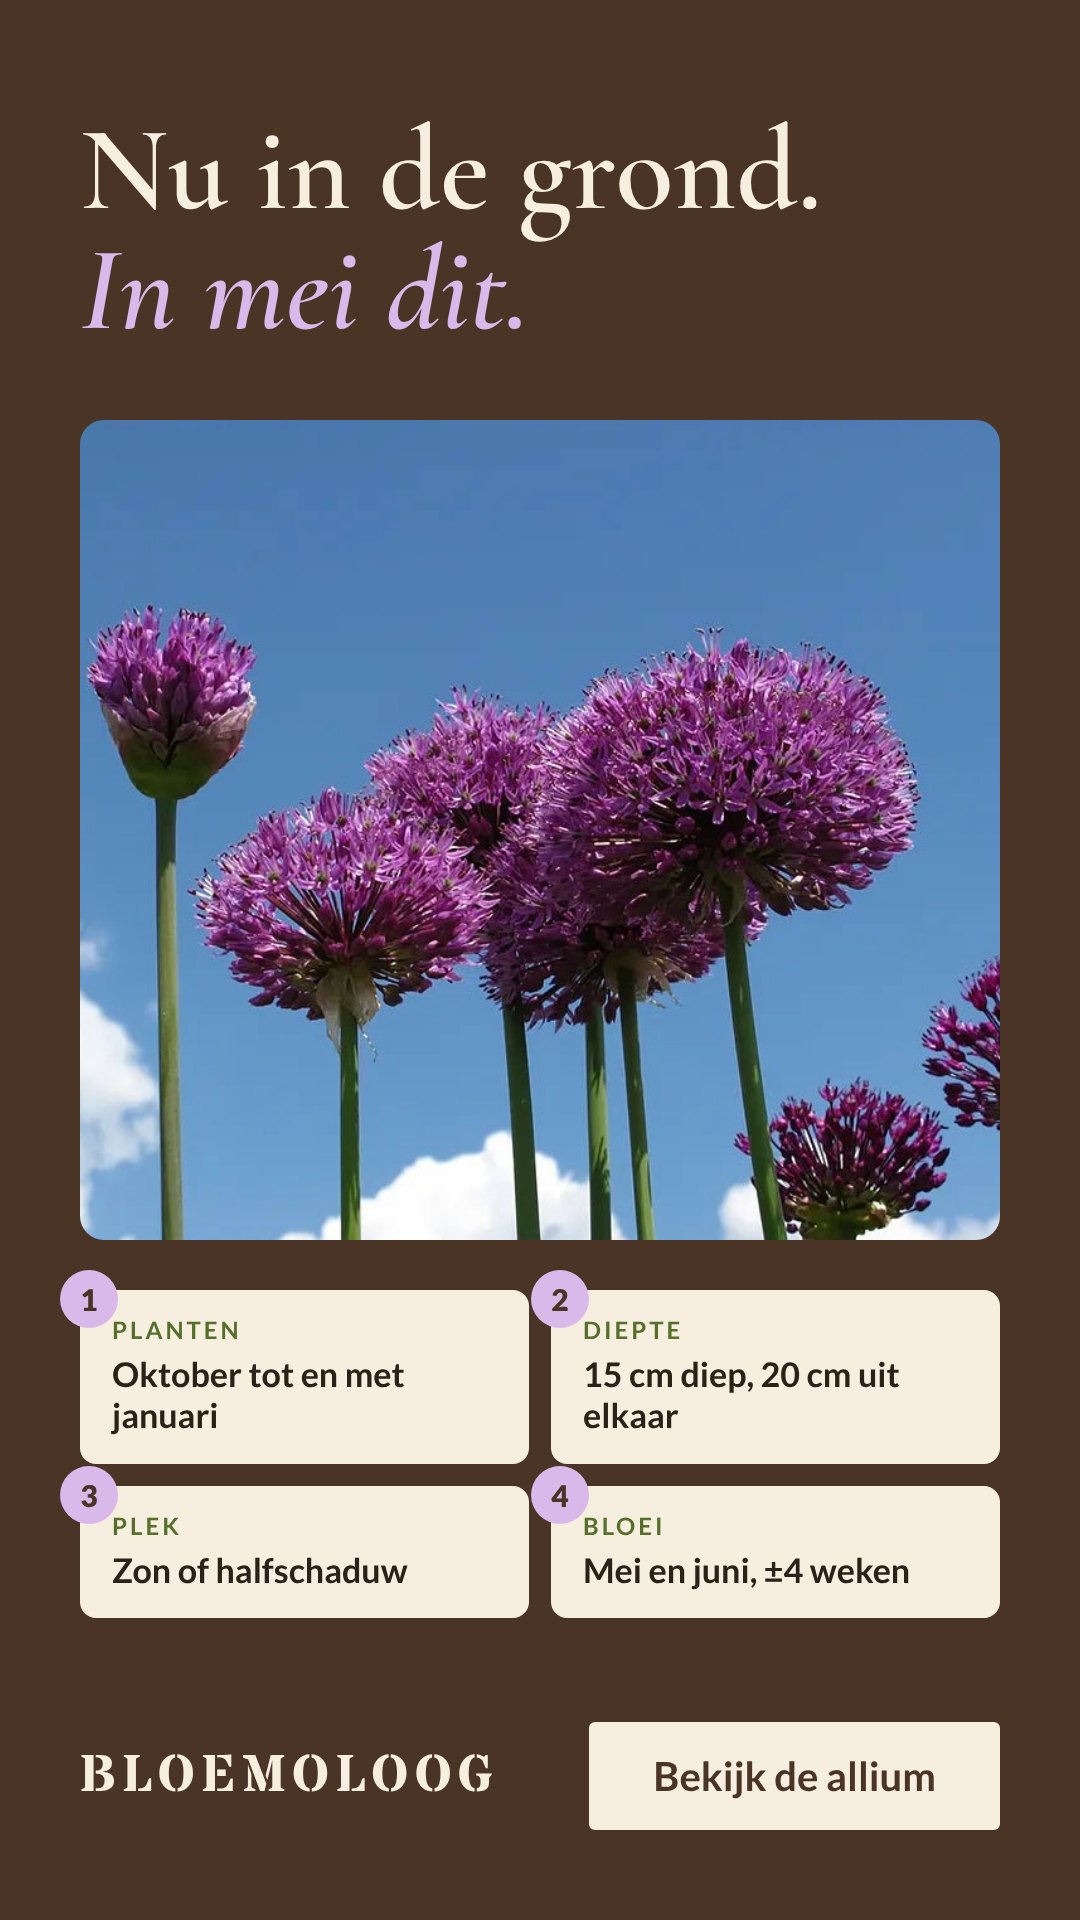 Nu in de grond.
In mei dit.
1
PLANTEN
Oktober tot en met
januari
2
DIEPTE
15 cm diep, 20 cm uit
elkaar
3
PLEK
Zon of halfschaduw
4
BLOEI
Mei en juni, ±4 weken
BLOEMOLOOG
Bekijk de allium